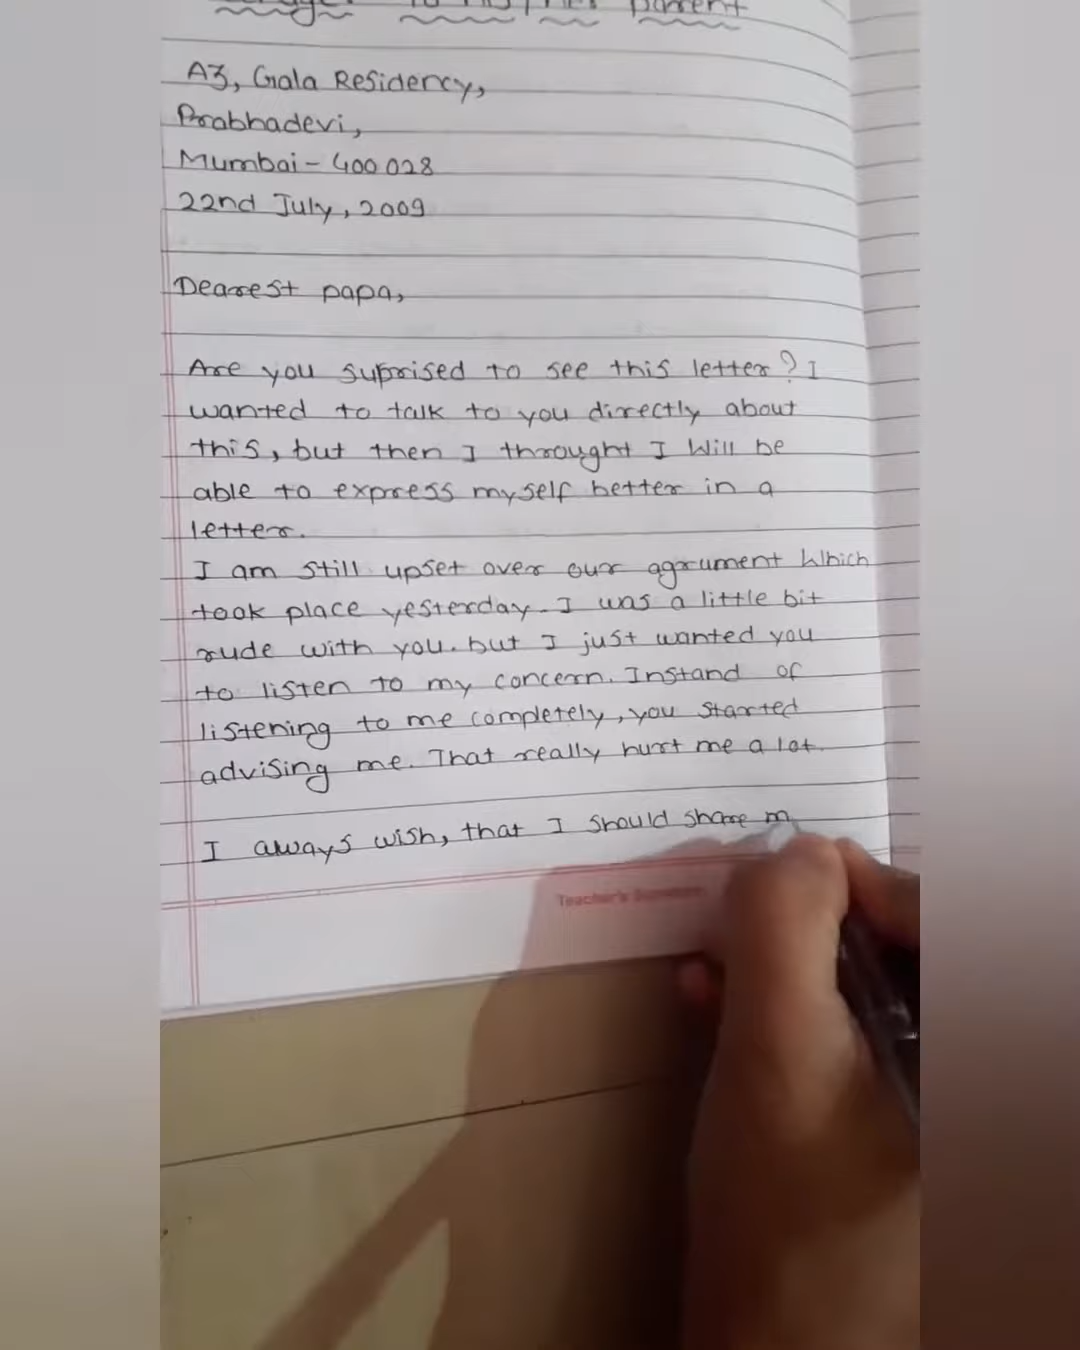 parent
A3, Gala Residency,
Prabhadevi,
Mumbai - 400 028
22nd July, 2009
Dearest papa,
Are you suprised to see this letter? I
wanted to talk to you directly about
this, but then I throught I Will be
able to express myself better in a
letter.
I am still upset over our agrument Which
took place yesterday. I was a little bit
rude with you. but I just wanted you
to listen to my concern. Instand of
listening to me completely, you started
advising me. That really hurt me a lot.
I aways wish, that I should share m
Teacher's